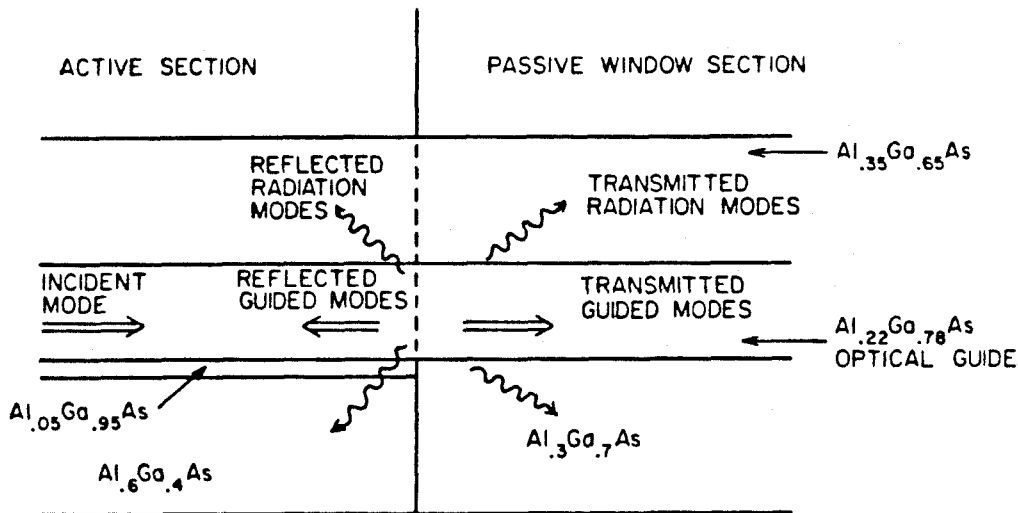 ACTIVE SECTION
PASSIVE WINDOW SECTION
Al.35Ga.65As
REFLECTED
RADIATION
MODES
TRANSMITTED
RADIATION MODES
INCIDENT
MODE
REFLECTED
GUIDED MODES
TRANSMITTED
GUIDED MODES
Al.22Ga.78As
OPTICAL GUIDE
Al.05Ga.95As
Al.3Ga.7As
Al.6Ga.4As